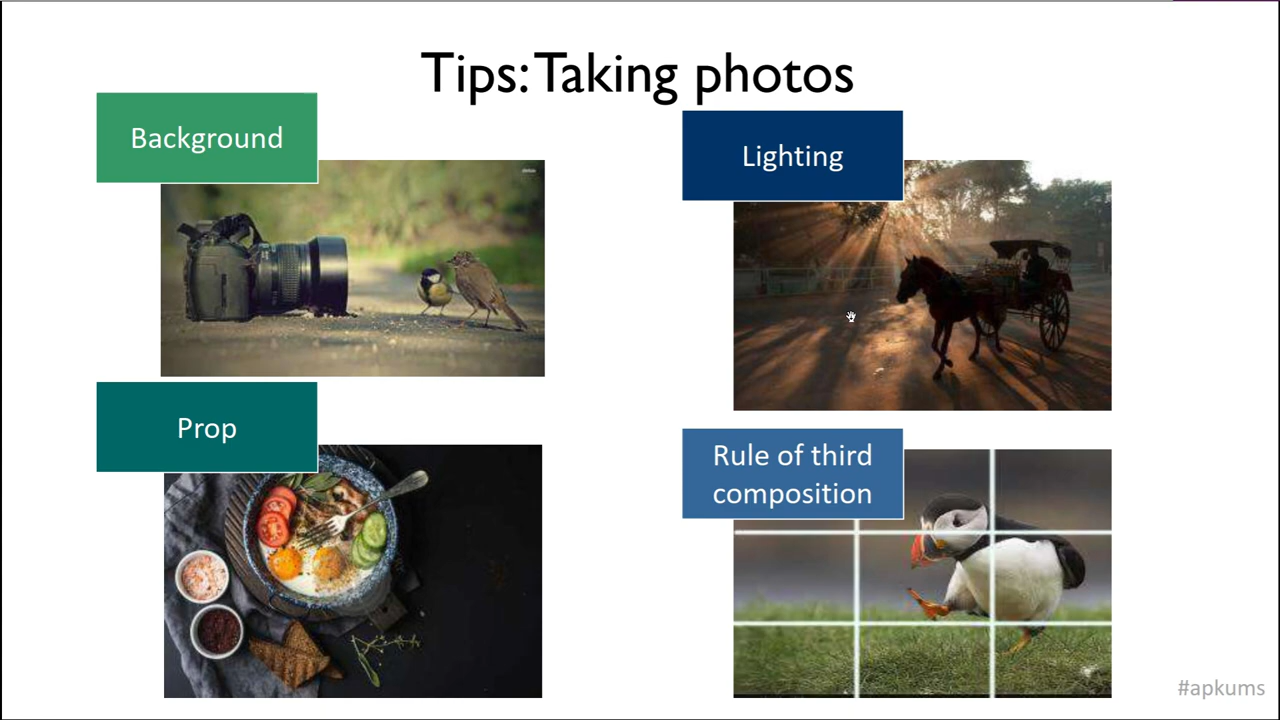 Tips: Taking photos
Background
Lighting
Prop
Rule of third
composition
#apkums